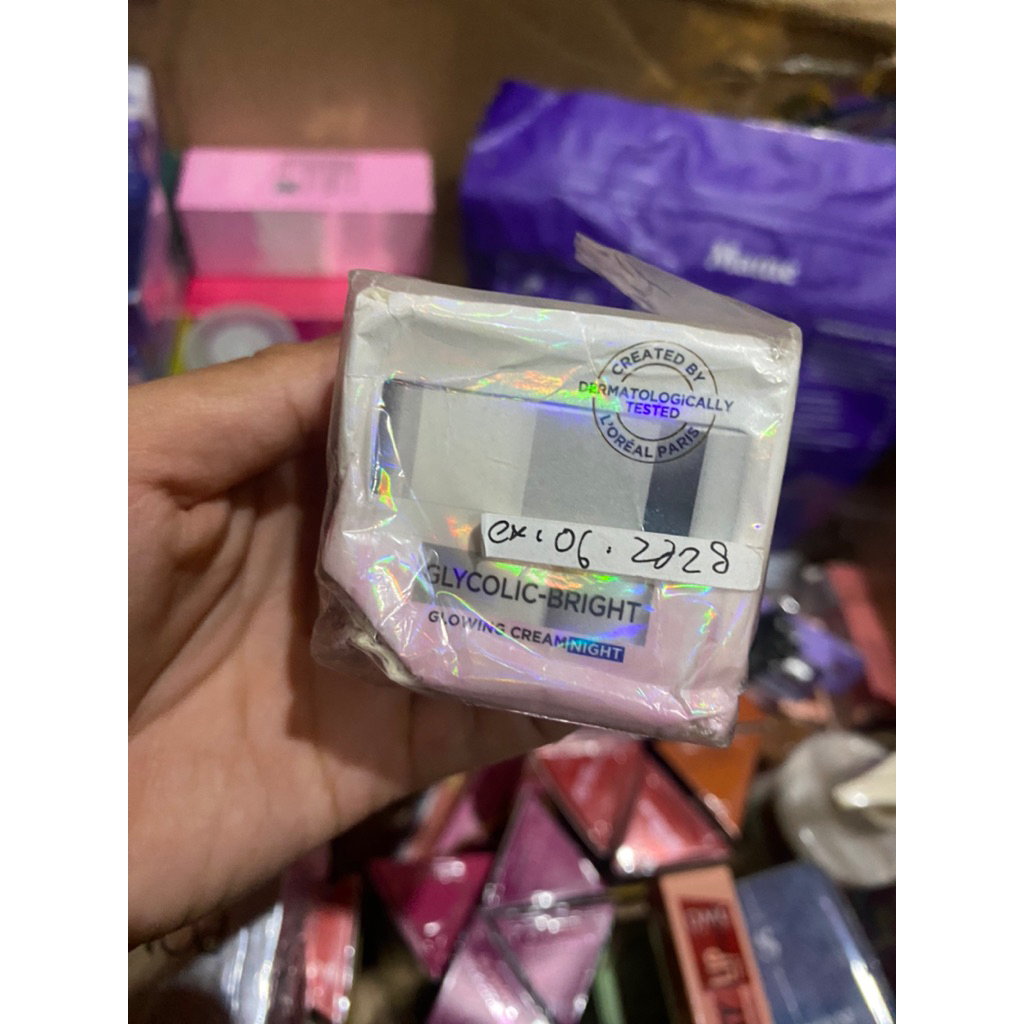 CREATED BY
DERMATOLOGICALLY
TESTED
L'ORÉAL PARIS
ex: 06. 2028
GLYCOLIC-BRIGHT
GLOWING CREAM NIGHT